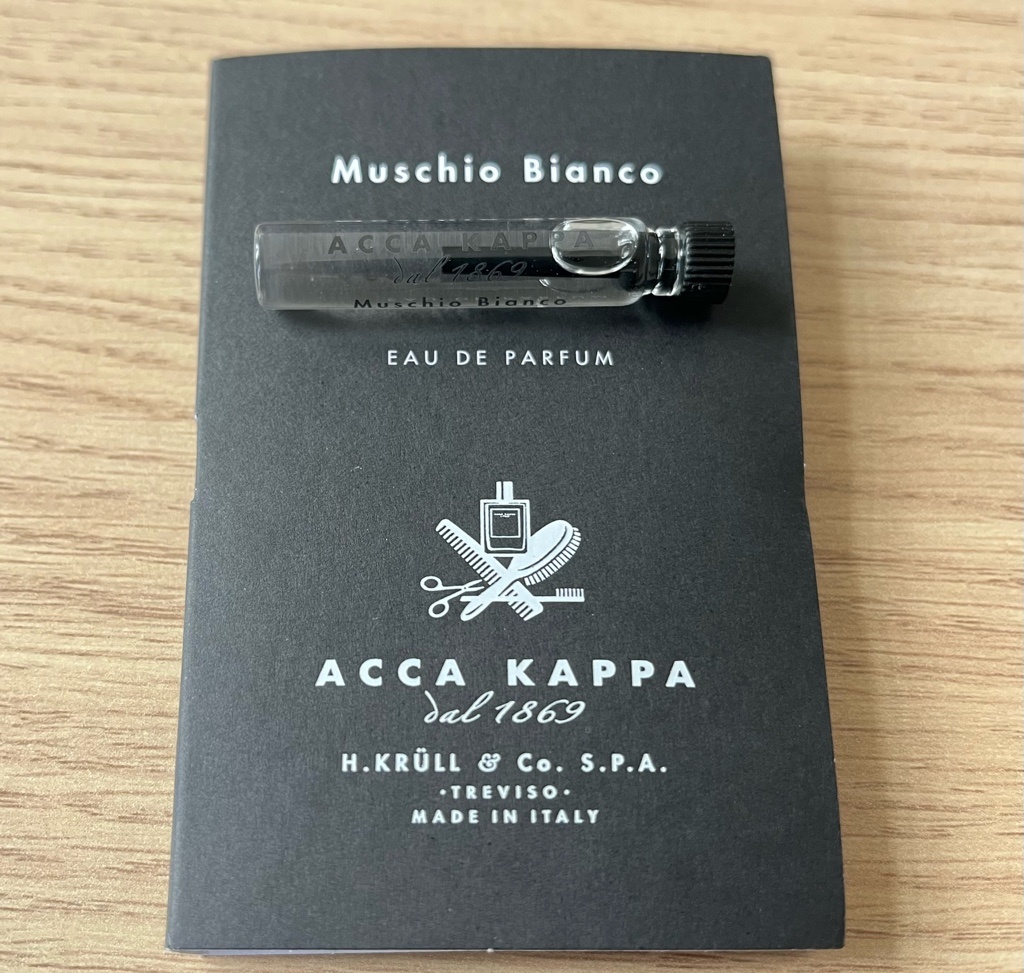 Muschio Bianco
ACCA KAPPA
dal 1869
Muschio Bianco
EAU DE PARFUM
ACCA KAPPA
dal 1869
H.KRÜLL & Co. S.P.A.
·TREVISO·
MADE IN ITALY